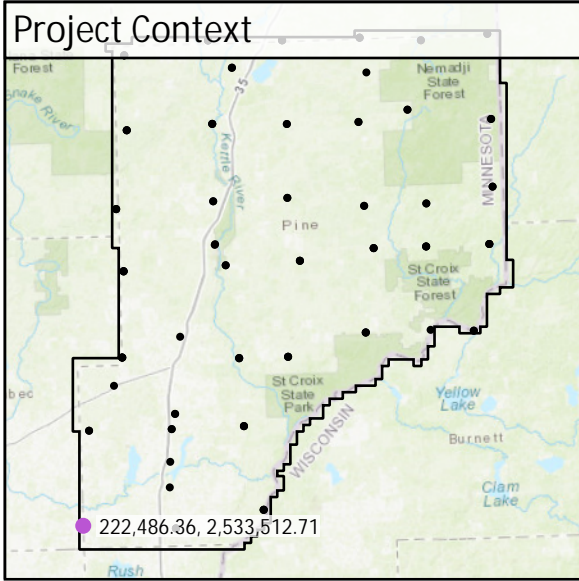 Project Context
Forest
Nemadji
State
Forest
Snake River
35
Kettle
River
MINNESOTA
Pine
St Croix
State
Forest
St Croix
State
Park
WISCONSIN
Yellow
Lake
bec
Burnett
Clam
Lake
222,486.36, 2,533,512.71
Rush